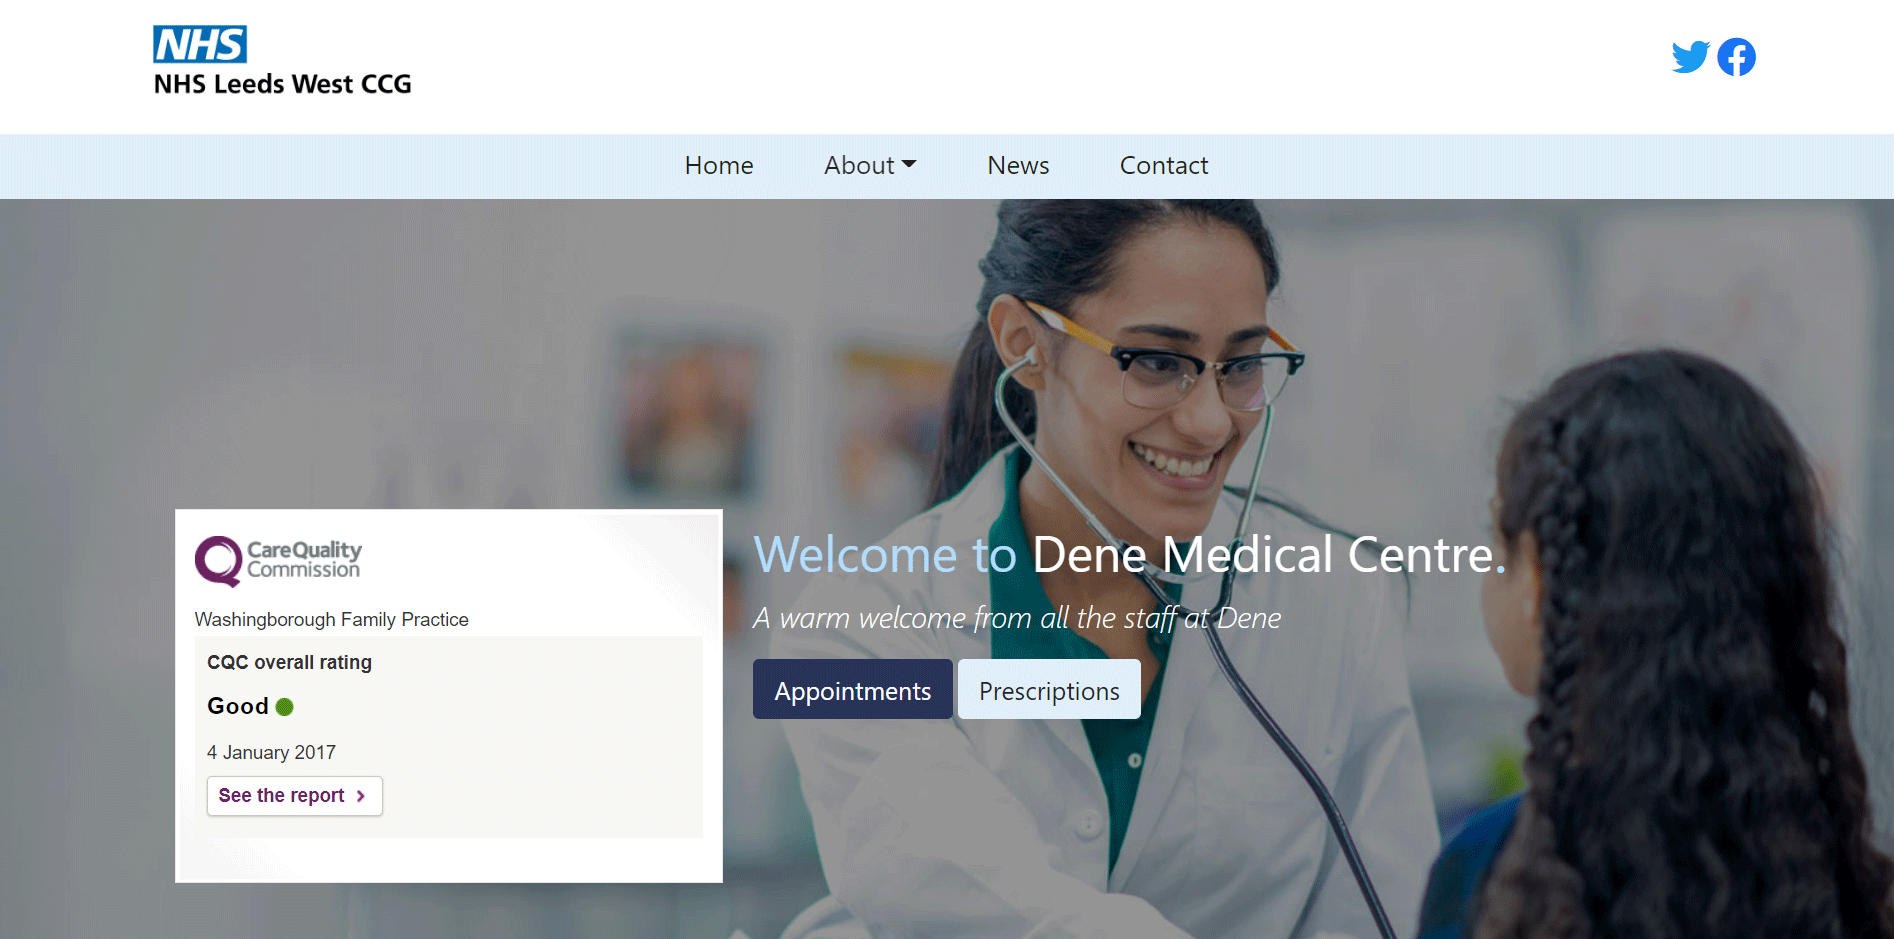 NHS
NHS Leeds West CCG
Home About News Contact
Welcome to Dene Medical Centre.
A warm welcome from all the staff at Dene
Appointments Prescriptions
CareQuality
Commission
Washingborough Family Practice
CQC overall rating
Good
4 January 2017
See the report